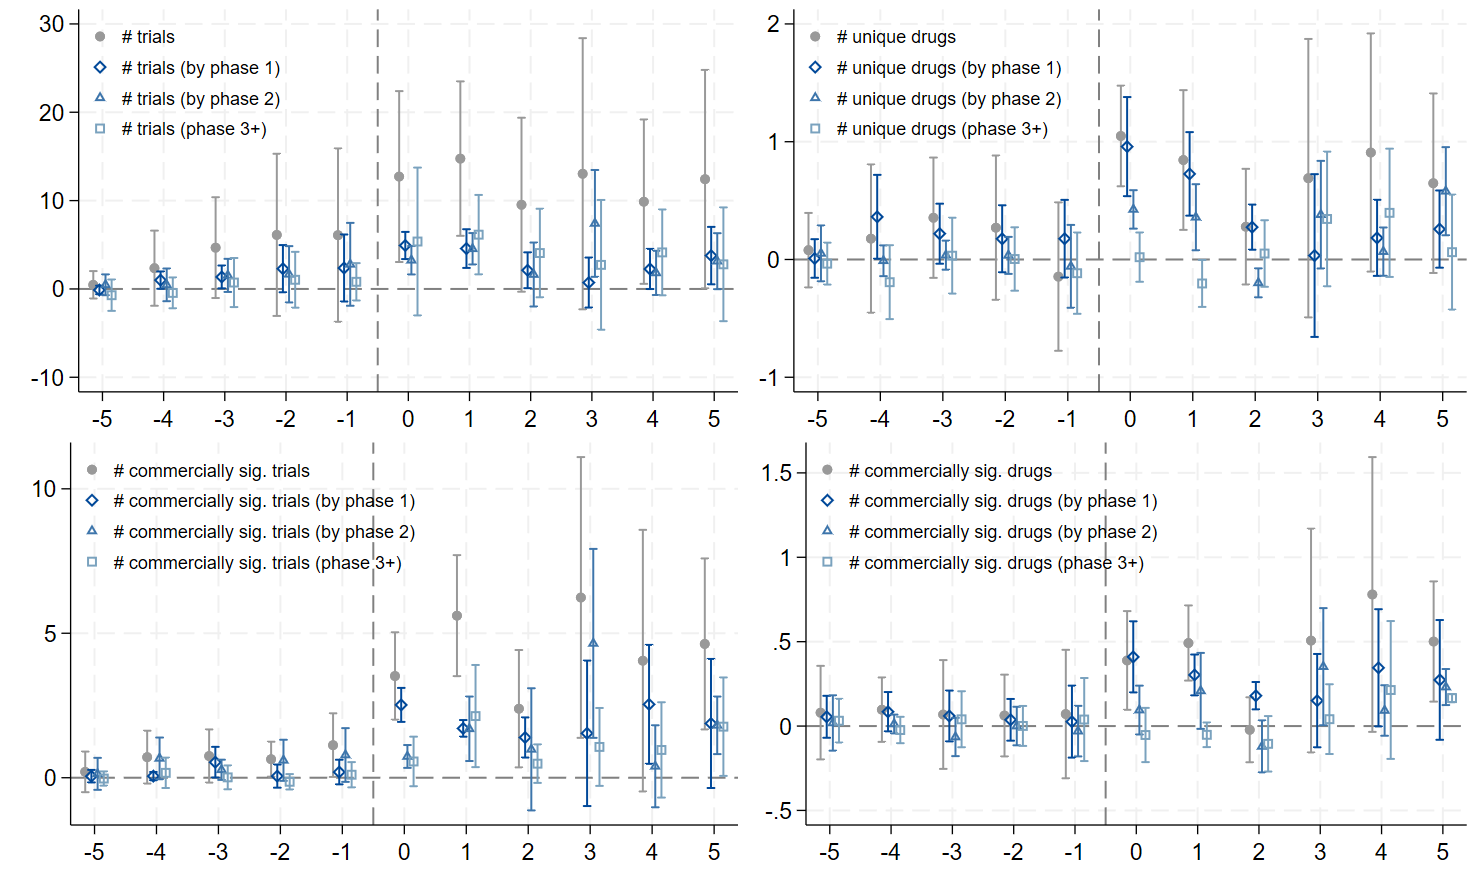 30
20
10
0
-10
# trials
# trials (by phase 1)
# trials (by phase 2)
# trials (phase 3+)
-5 -4 -3 -2 -1 0 1 2 3 4 5
2
1
0
-1
# unique drugs
# unique drugs (by phase 1)
# unique drugs (by phase 2)
# unique drugs (phase 3+)
-5 -4 -3 -2 -1 0 1 2 3 4 5
10
5
0
# commercially sig. trials
# commercially sig. trials (by phase 1)
# commercially sig. trials (by phase 2)
# commercially sig. trials (phase 3+)
-5 -4 -3 -2 -1 0 1 2 3 4 5
1.5
1
.5
0
-.5
# commercially sig. drugs
# commercially sig. drugs (by phase 1)
# commercially sig. drugs (by phase 2)
# commercially sig. drugs (phase 3+)
-5 -4 -3 -2 -1 0 1 2 3 4 5